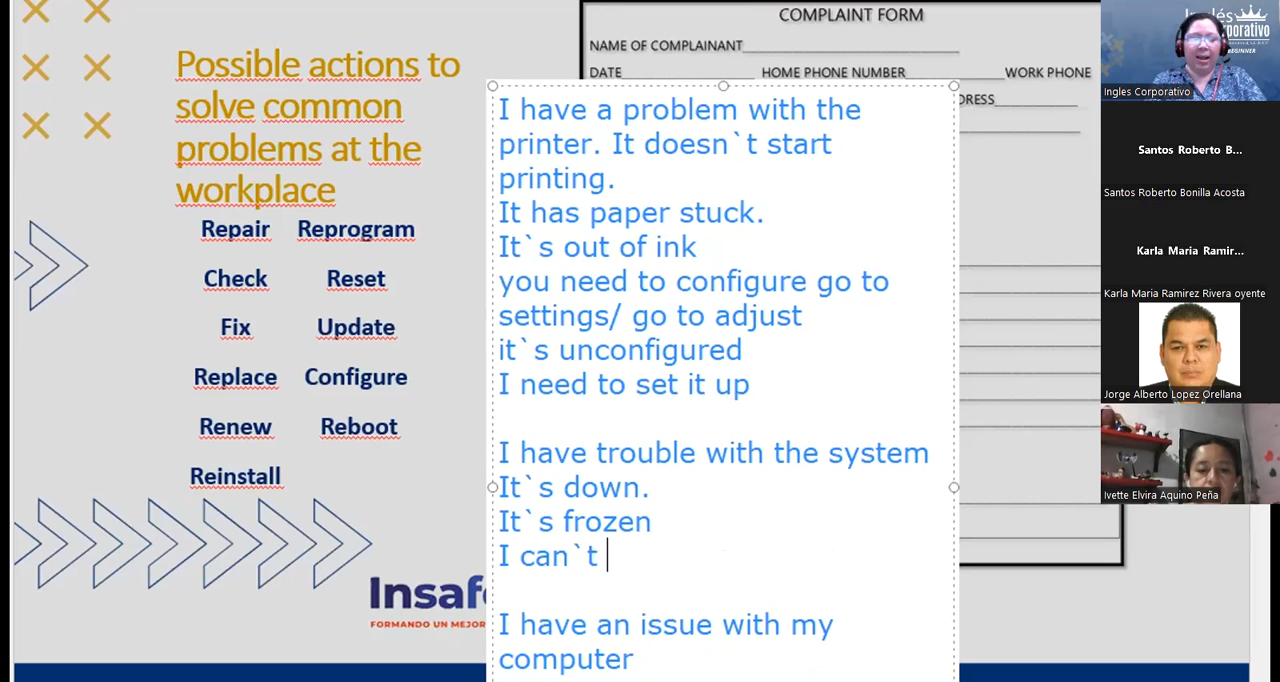 Possible actions to
solve common
problems at the
workplace
Repair Reprogram
Check Reset
Fix Update
Replace Configure
Renew Reboot
Reinstall
Insafo
FORMANDO UN MEJOR
COMPLAINT FORM
NAME OF COMPLAINANT
DATE HOME PHONE NUMBER WORK PHONE
DRESS
I have a problem with the
printer. It doesn`t start
printing.
It has paper stuck.
It`s out of ink
you need to configure go to
settings/ go to adjust
it`s unconfigured
I need to set it up
I have trouble with the system
It`s down.
It`s frozen
I can`t
I have an issue with my
computer
Ingles Corporativo
Santos Roberto B...
Santos Roberto Bonilla Acosta
Karla Maria Ramir...
Karla Maria Ramirez Rivera oyente
Jorge Alberto Lopez Orellana
Ivette Elvira Aquino Peña